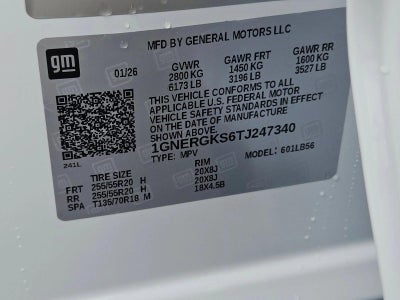 gm
MFD BY GENERAL MOTORS LLC
01/26 GVWR GAWR FRT GAWR RR
2800 KG 1450 KG 1600 KG
6173 LB 3196 LB 3527 LB
THIS VEHICLE CONFORMS TO ALL
APPLICABLE U.S. FEDERAL MOTOR
VEHICLE SAFETY STANDARDS IN EFFECT
ON THE DATE OF MANUFACTURE
SHOWN ABOVE.
1GNERGKS6TJ247340
TYPE: MPV MODEL: 601LB56
241L
TIRE SIZE RIM
FRT 255/55R20 H 20X8J
RR 255/55R20 H 20X8J
SPA T135/70R18 M 18X4.5B